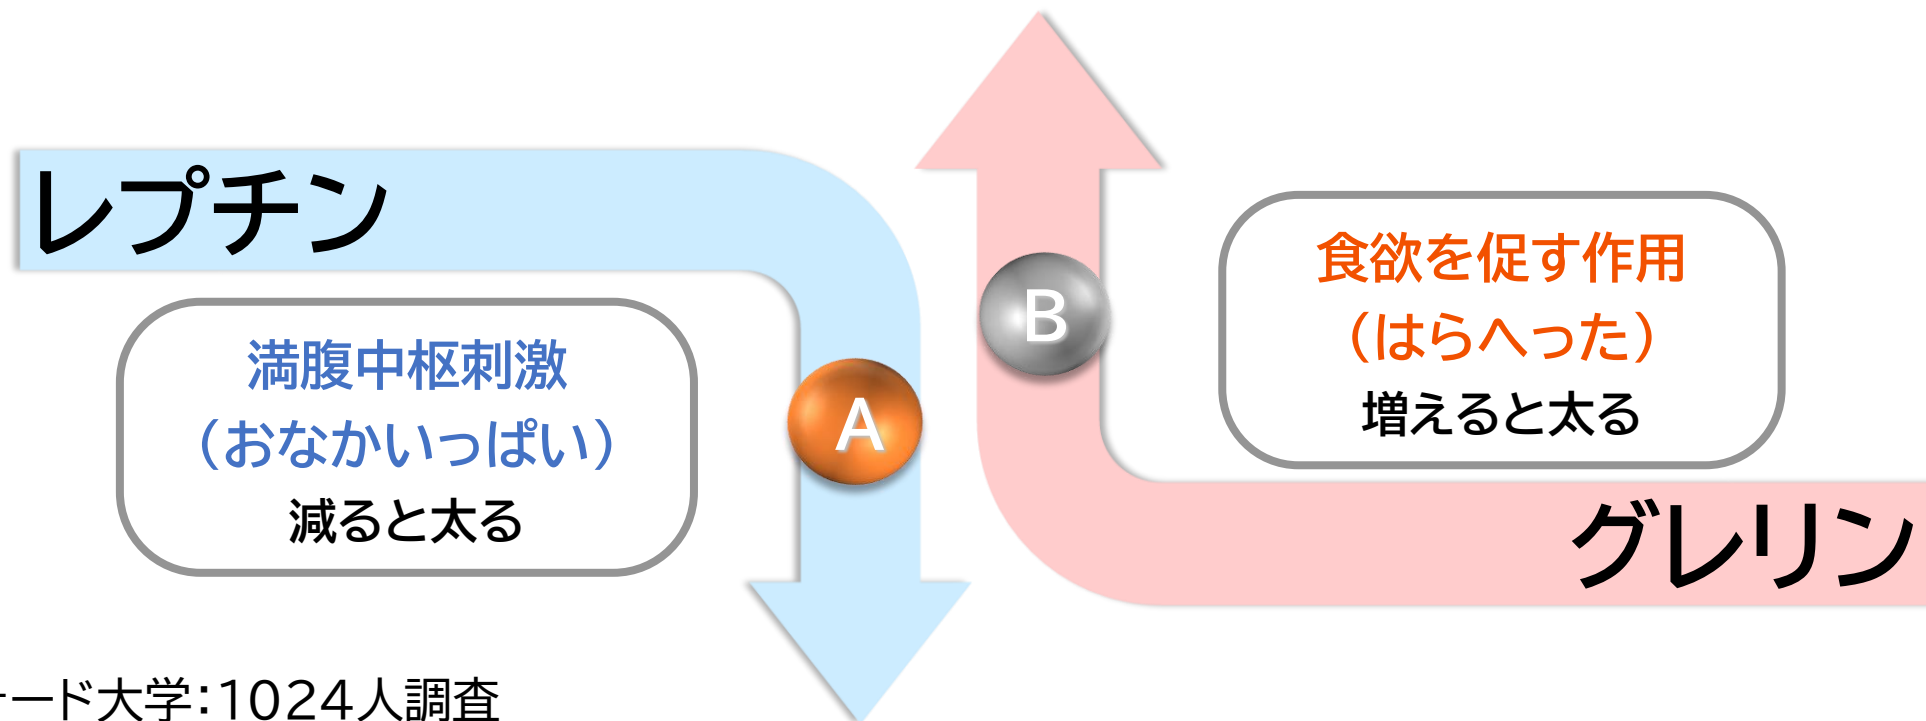 レプチン
満腹中枢刺激
（おなかいっぱい）
減ると太る
A
B
食欲を促す作用
（はらへった）
増えると太る
グレリン
ード大学：1024人調査